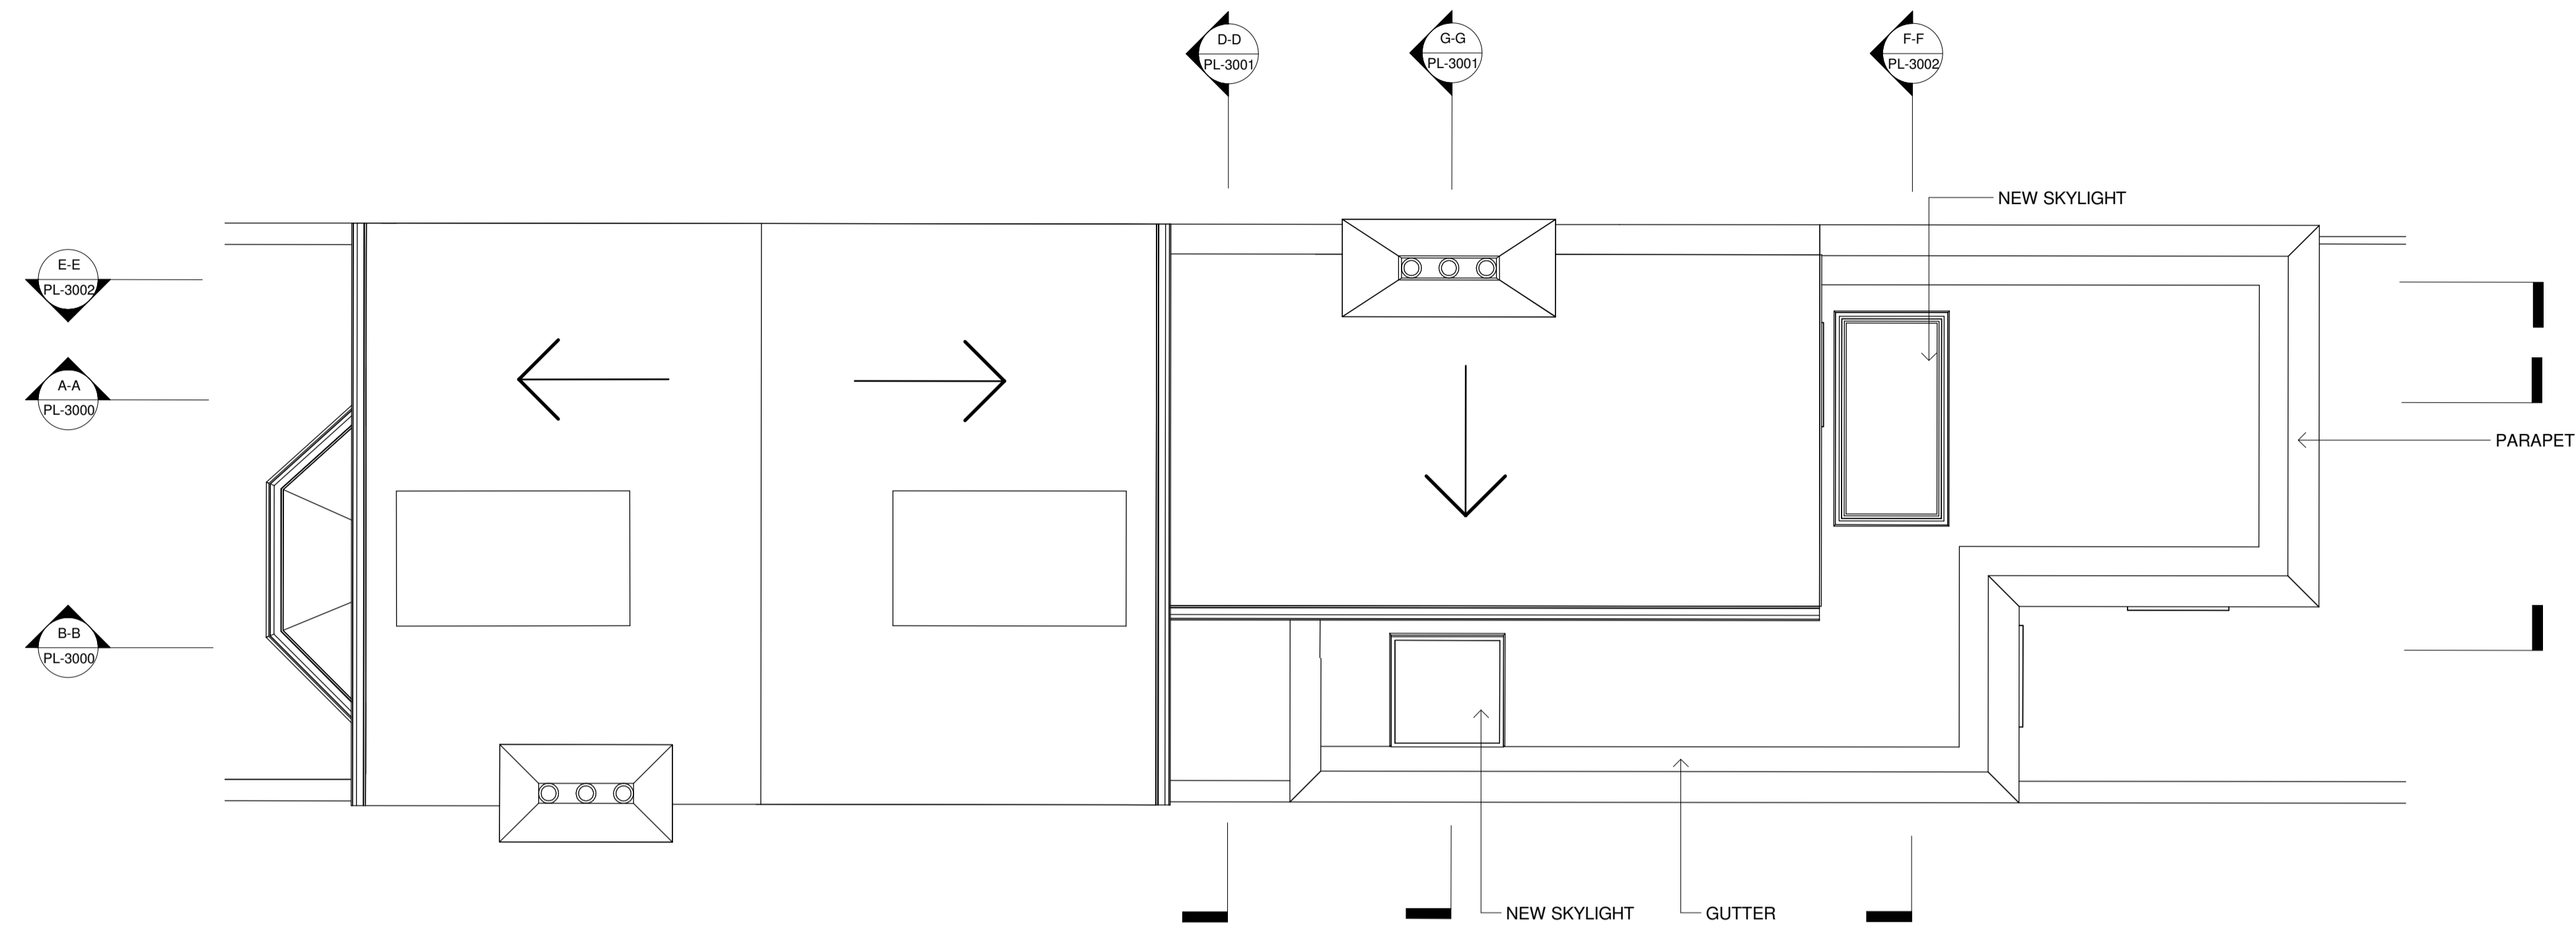 D-D
PL-3001
G-G
PL-3001
F-F
PL-3002
NEW SKYLIGHT
E-E
PL-3002
A-A
PL-3000
PARAPET
B-B
PL-3000
NEW SKYLIGHT
GUTTER